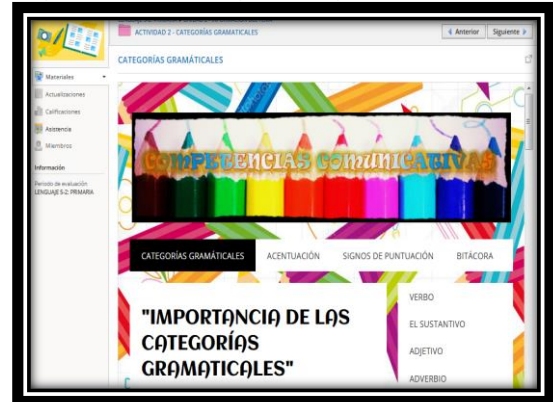 ACTIVIDAD 2 - CATEGORÍAS GRAMATICALES
Anterior
Siguiente
CATEGORÍAS GRAMÁTICALES
Materiales
Actualizaciones
Calificaciones
Asistencia
Miembros
Información
Periodo de evaluación
LENGUAJE 5-2: PRIMARIA
COMPETENCIAS COMUNICATIVAS
CATEGORÍAS GRAMÁTICALES
ACENTUACIÓN
SIGNOS DE PUNTUACIÓN
BITÁCORA
"IMPORTANCIA DE LAS
CATEGORÍAS
GRAMATICALES"
VERBO
EL SUSTANTIVO
ADJETIVO
ADVERBIO